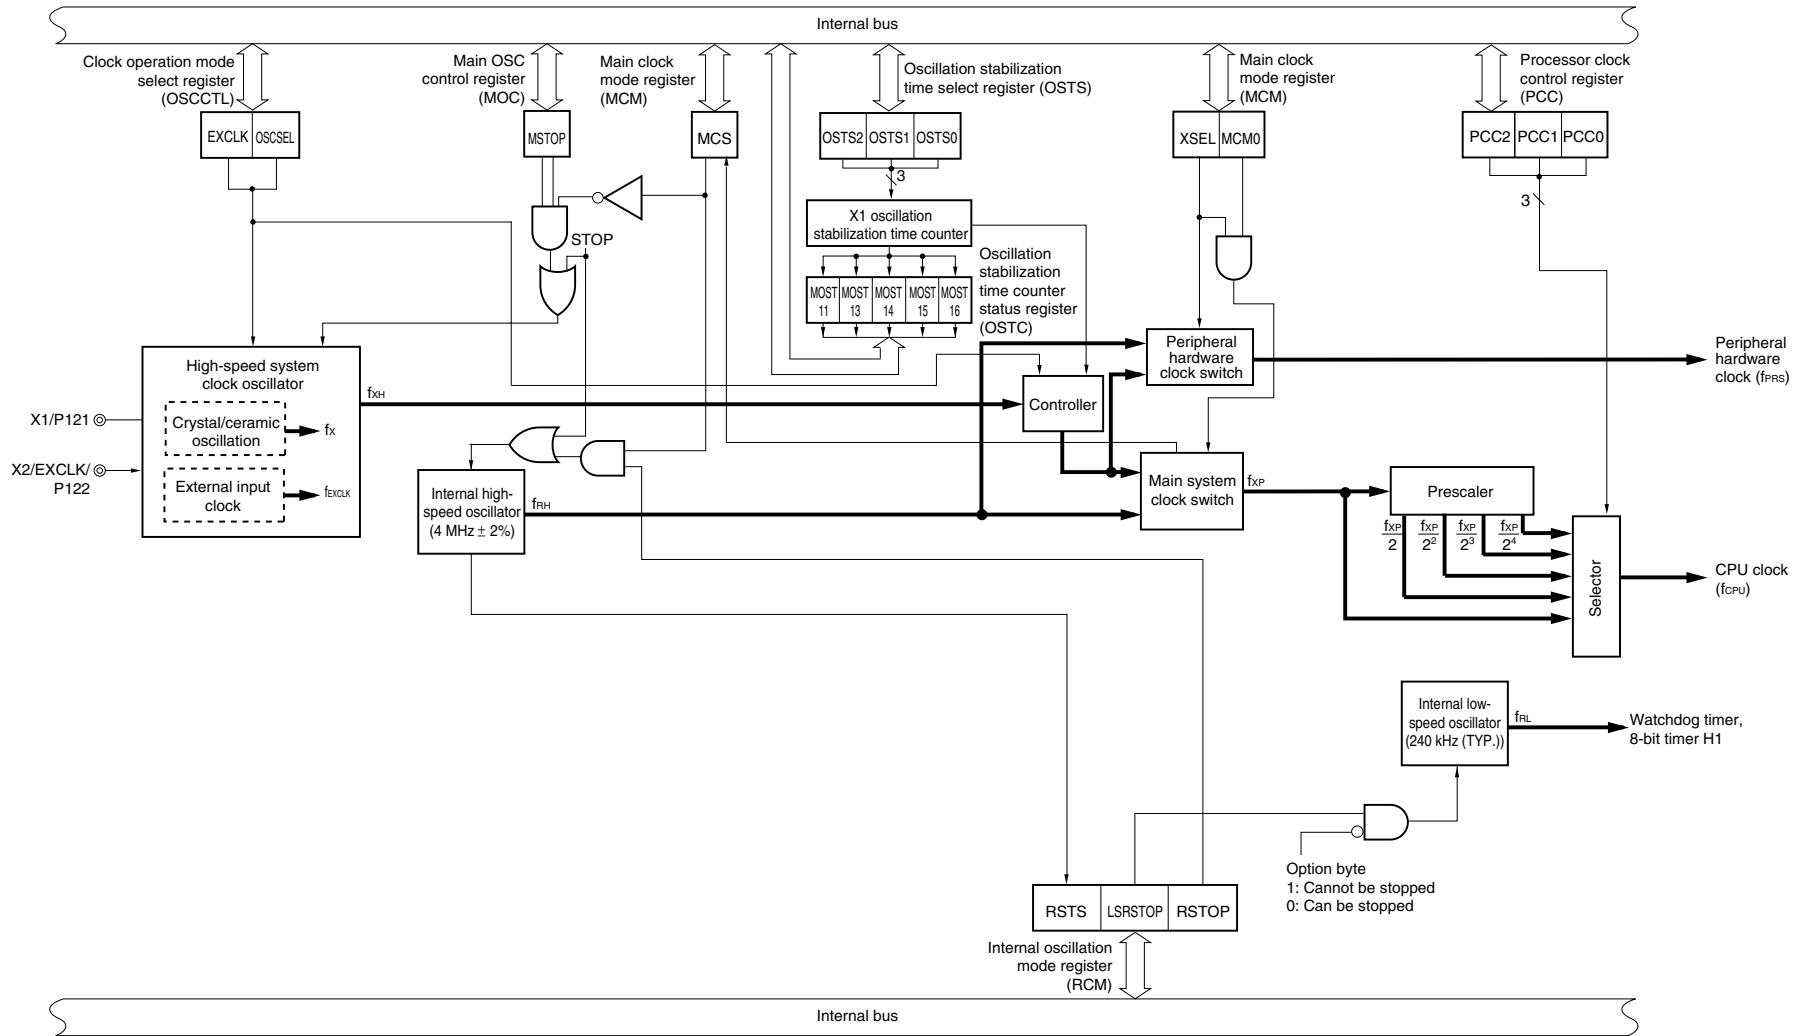 Internal bus
Clock operation mode
select register
(OSCCTL)
Main OSC
control register
(MOC)
Main clock
mode register
(MCM)
Oscillation stabilization
time select register (OSTS)
Main clock
mode register
(MCM)
Processor clock
control register
(PCC)
EXCLK
OSCSEL
MSTOP
MCS
OSTS2
OSTS1
OSTS0
XSEL
MCM0
PCC2
PCC1
PCC0
3
3
X1 oscillation
stabilization time counter
STOP
Oscillation
stabilization
time counter
status register
(OSTC)
MOST
11
MOST
13
MOST
14
MOST
15
MOST
16
High-speed system
clock oscillator
Crystal/ceramic
oscillation
fX
External input
clock
fEXCLK
X1/P121
X2/EXCLK/
P122
fXH
Controller
Peripheral
hardware
clock switch
Peripheral
hardware
clock (fPRS)
Internal high-
speed oscillator
(4 MHz ± 2%)
fRH
Main system
clock switch
fXP
Prescaler
fXP
2
fXP
2²
fXP
2³
fXP
2⁴
Selector
CPU clock
(fCPU)
Internal low-
speed oscillator
(240 kHz (TYP.))
fRL
Watchdog timer,
8-bit timer H1
Option byte
1: Cannot be stopped
0: Can be stopped
RSTS
LSRSTOP
RSTOP
Internal oscillation
mode register
(RCM)
Internal bus